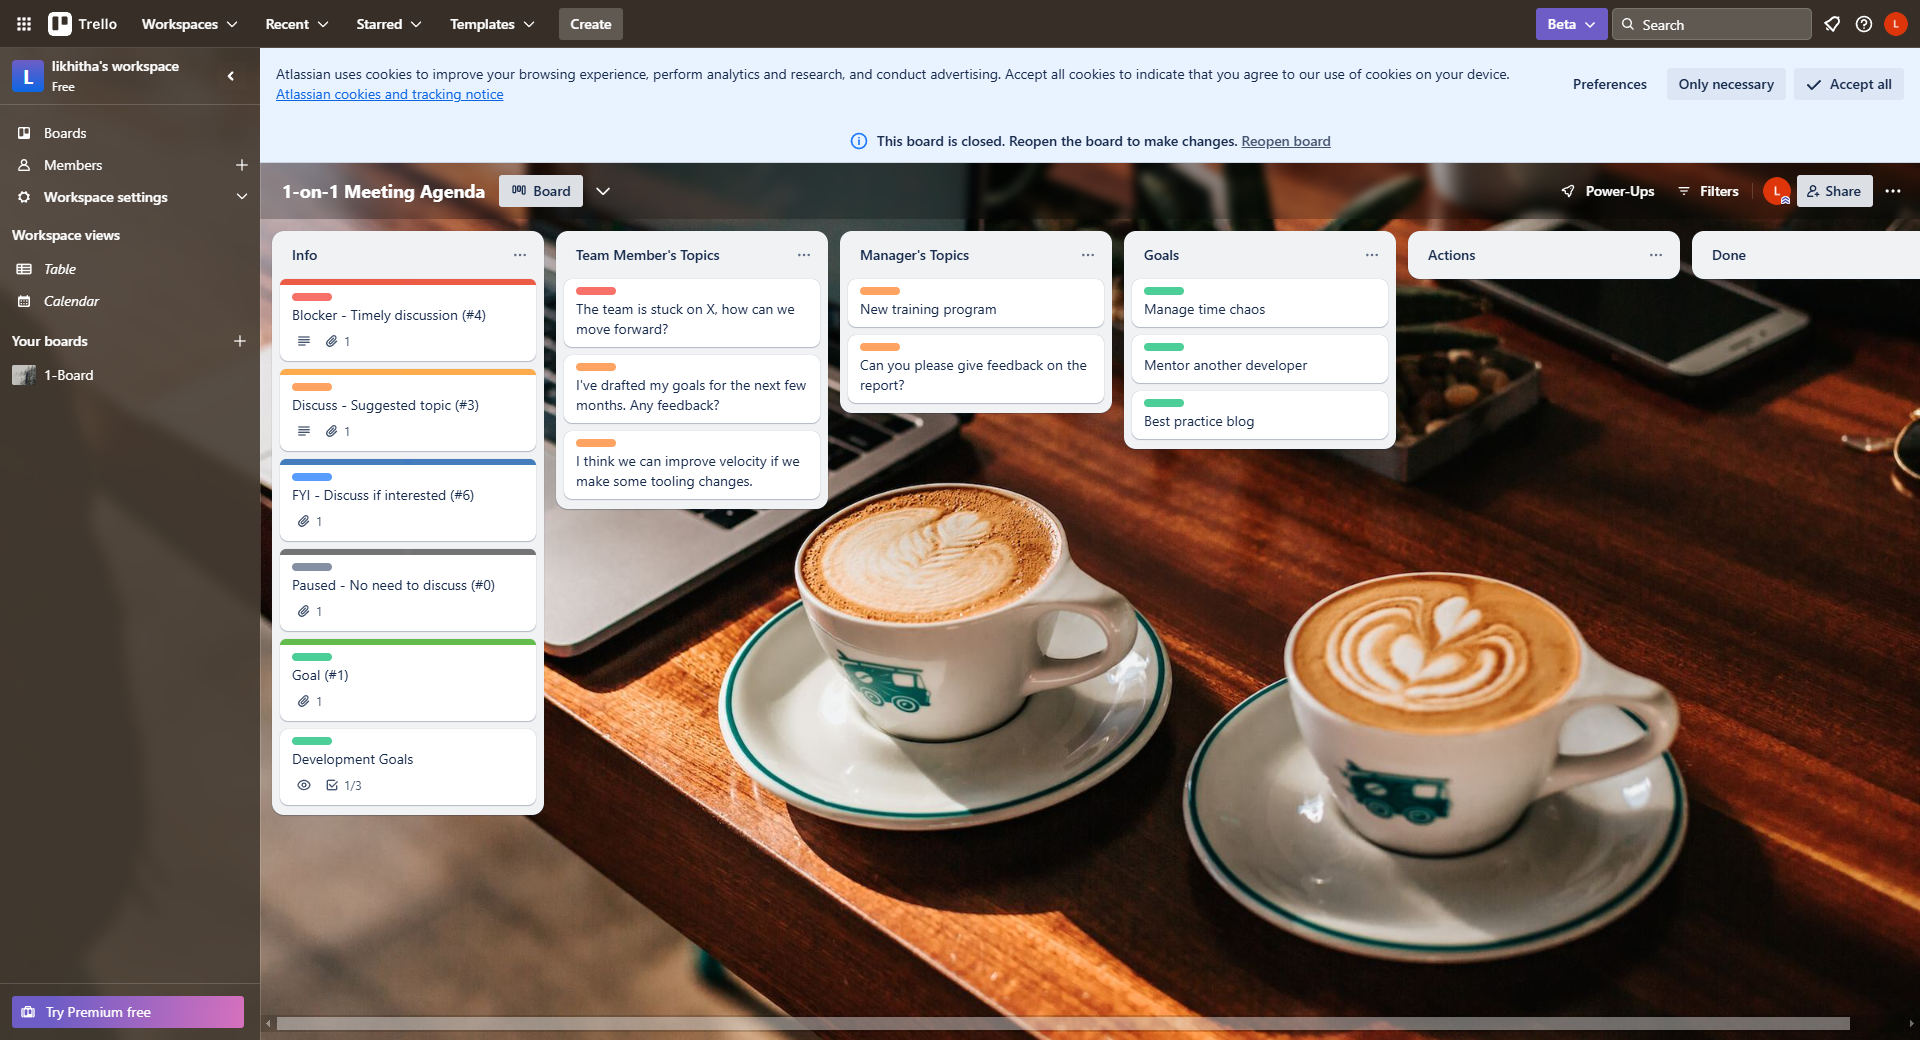 Trello
Workspaces
Recent
Starred
Templates
Create
Beta
Search
L
L
likhitha's workspace
Free
Boards
Members
Workspace settings
Workspace views
Table
Calendar
Your boards
1-Board
Try Premium free
Atlassian uses cookies to improve your browsing experience, perform analytics and research, and conduct advertising. Accept all cookies to indicate that you agree to our use of cookies on your device.
Atlassian cookies and tracking notice
Preferences
Only necessary
Accept all
This board is closed. Reopen the board to make changes. Reopen board
1-on-1 Meeting Agenda
Board
Power-Ups
Filters
L
Share
Info
Blocker - Timely discussion (#4)
1
Discuss - Suggested topic (#3)
1
FYI - Discuss if interested (#6)
1
Paused - No need to discuss (#0)
1
Goal (#1)
1
Development Goals
1/3
Team Member's Topics
The team is stuck on X, how can we
move forward?
I've drafted my goals for the next few
months. Any feedback?
I think we can improve velocity if we
make some tooling changes.
Manager's Topics
New training program
Can you please give feedback on the
report?
Goals
Manage time chaos
Mentor another developer
Best practice blog
Actions
Done